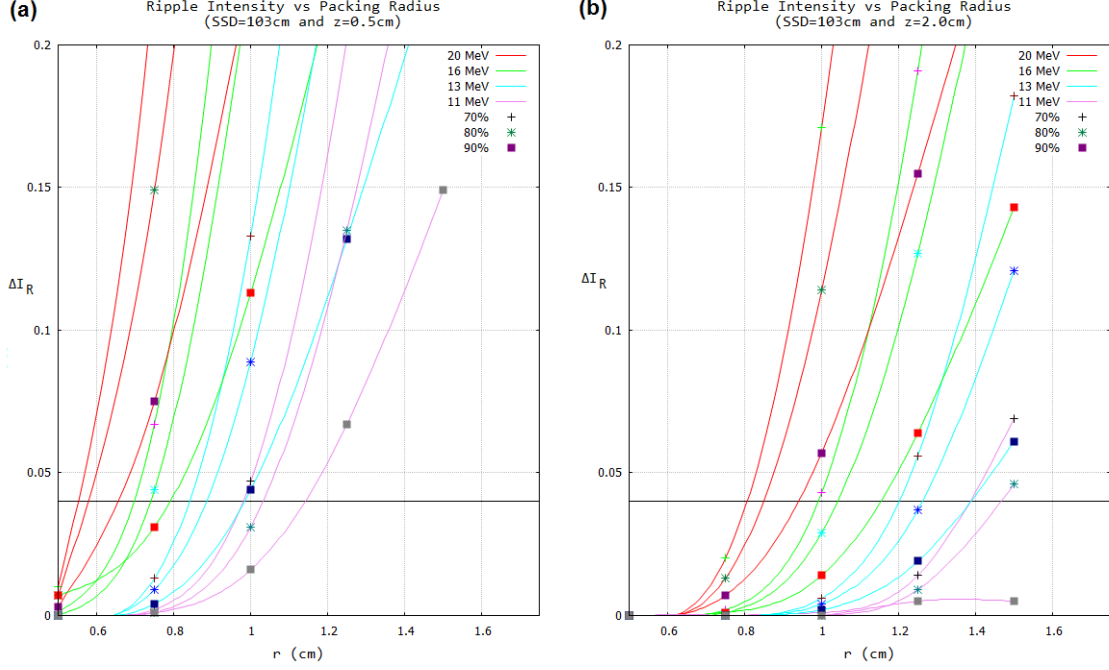 (a)
Ripple Intensity vs Packing Radius
(SSD=103cm and z=0.5cm)
0.2
0.15
0.1
0.05
0
ΔI_R
20 MeV
16 MeV
13 MeV
11 MeV
70%
80%
90%
0.6
0.8
1
1.2
1.4
1.6
r (cm)
(b)
Ripple Intensity vs Packing Radius
(SSD=103cm and z=2.0cm)
0.2
0.15
0.1
0.05
0
ΔI_R
20 MeV
16 MeV
13 MeV
11 MeV
70%
80%
90%
0.6
0.8
1
1.2
1.4
1.6
r (cm)